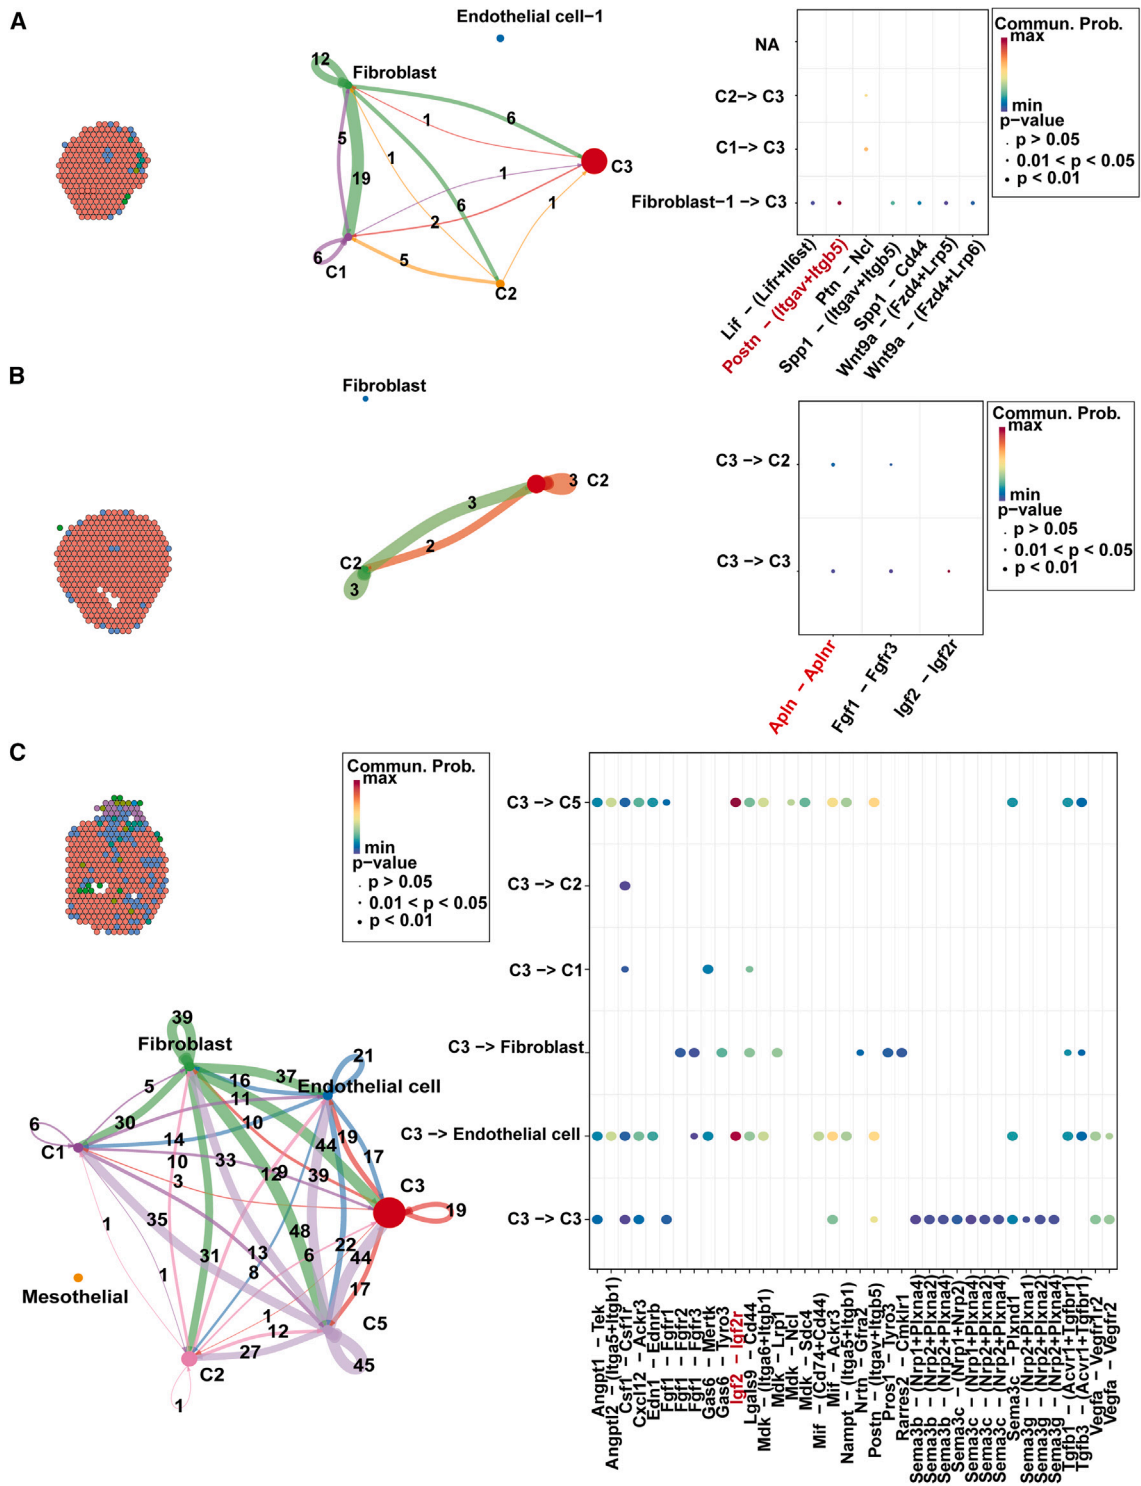 A
Endothelial cell−1
Fibroblast
12
5
19
1
6
1
1
6
2
1
5
6
C1
C2
C3
NA
C2−> C3
C1−> C3
Fibroblast−1 −> C3
Lif − (Lifr+Il6st)
Postn − (Itgav+Itgb5)
Ptn − Ncl
Spp1 − (Itgav+Itgb5)
Spp1 − Cd44
Wnt9a − (Fzd4+Lrp5)
Wnt9a − (Fzd4+Lrp6)
Commun. Prob.
max
min
p−value
p > 0.05
0.01 < p < 0.05
p < 0.01
B
Fibroblast
3 C2
3
2
C2
3
C3 −> C2
C3 −> C3
Apln − Aplnr
Fgf1 − Fgfr3
Igf2 − Igf2r
Commun. Prob.
max
min
p−value
p > 0.05
0.01 < p < 0.05
p < 0.01
C
Commun. Prob.
max
min
p−value
p > 0.05
0.01 < p < 0.05
p < 0.01
39
Fibroblast
21
Endothelial cell
5
16
37
11
6
30
10
14
44
19
17
C1
10
33
12
9
39
3
C3
19
35
1
48
22
31
13
6
44
1
8
17
Mesothelial
1
C5
12
27
C2
45
1
C3 −> C5
C3 −> C2
C3 −> C1
C3 −> Fibroblast
C3 −> Endothelial cell
C3 −> C3
Angpt1 − Tek
Angptl2 − (Itga5+Itgb1)
Csf1 − Csf1r
Cxcl12 − Ackr3
Edn1 − Ednrb
Fgf1 − Fgfr1
Fgf1 − Fgfr2
Fgf1 − Fgfr3
Gas6 − Mertk
Gas6 − Tyro3
Igf2 − Igf2r
Lgals9 − Cd44
Mdk − (Itga6+Itgb1)
Mdk − Lrp1
Mdk − Ncl
Mdk − Sdc4
Mif − (Cd74+Cd44)
Mif − Ackr3
Nampt − (Itga5+Itgb1)
Nrtn − Gfra2
Postn − (Itgav+Itgb5)
Pros1 − Tyro3
Rarres2 − Cmklr1
Sema3b − (Nrp1+Plxna4)
Sema3b − (Nrp2+Plxna2)
Sema3b − (Nrp2+Plxna4)
Sema3c − (Nrp1+Nrp2)
Sema3c − (Nrp1+Plxna4)
Sema3c − (Nrp2+Plxna2)
Sema3c − (Nrp2+Plxna4)
Sema3c − Plxnd1
Sema3g − (Nrp2+Plxna1)
Sema3g − (Nrp2+Plxna2)
Sema3g − (Nrp2+Plxna4)
Tgfb1 − (Acvr1+Tgfbr1)
Tgfb3 − (Acvr1+Tgfbr1)
Vegfa − Vegfr1r2
Vegfa − Vegfr2